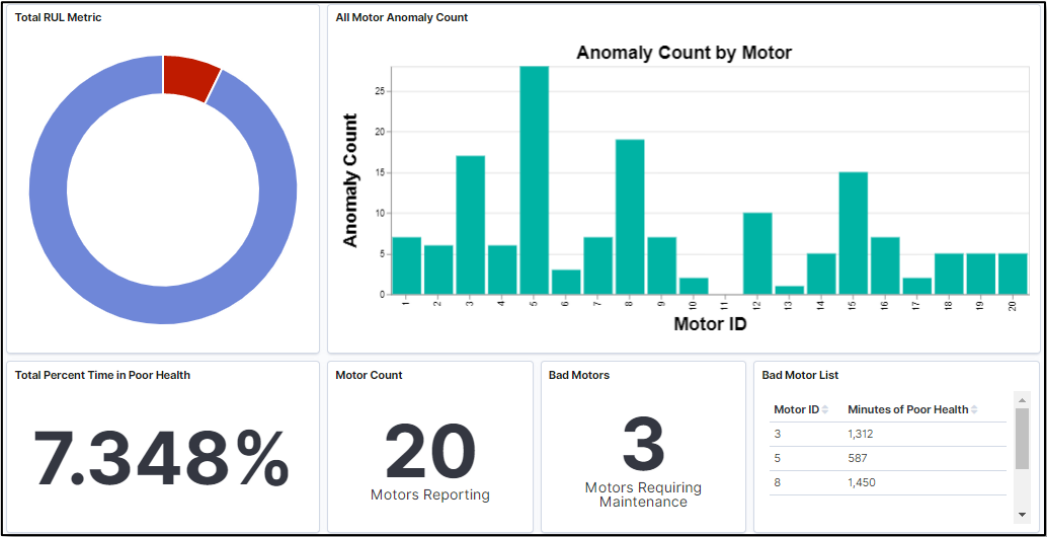 Total RUL Metric
All Motor Anomaly Count
Anomaly Count by Motor
Anomaly Count
25
20
15
10
5
0
1 2 3 4 5 6 7 8 9 10 11 12 13 14 15 16 17 18 19 20
Motor ID
Total Percent Time in Poor Health
7.348%
Motor Count
20
Motors Reporting
Bad Motors
3
Motors Requiring
Maintenance
Bad Motor List
Motor ID Minutes of Poor Health
3 1,312
5 587
8 1,450